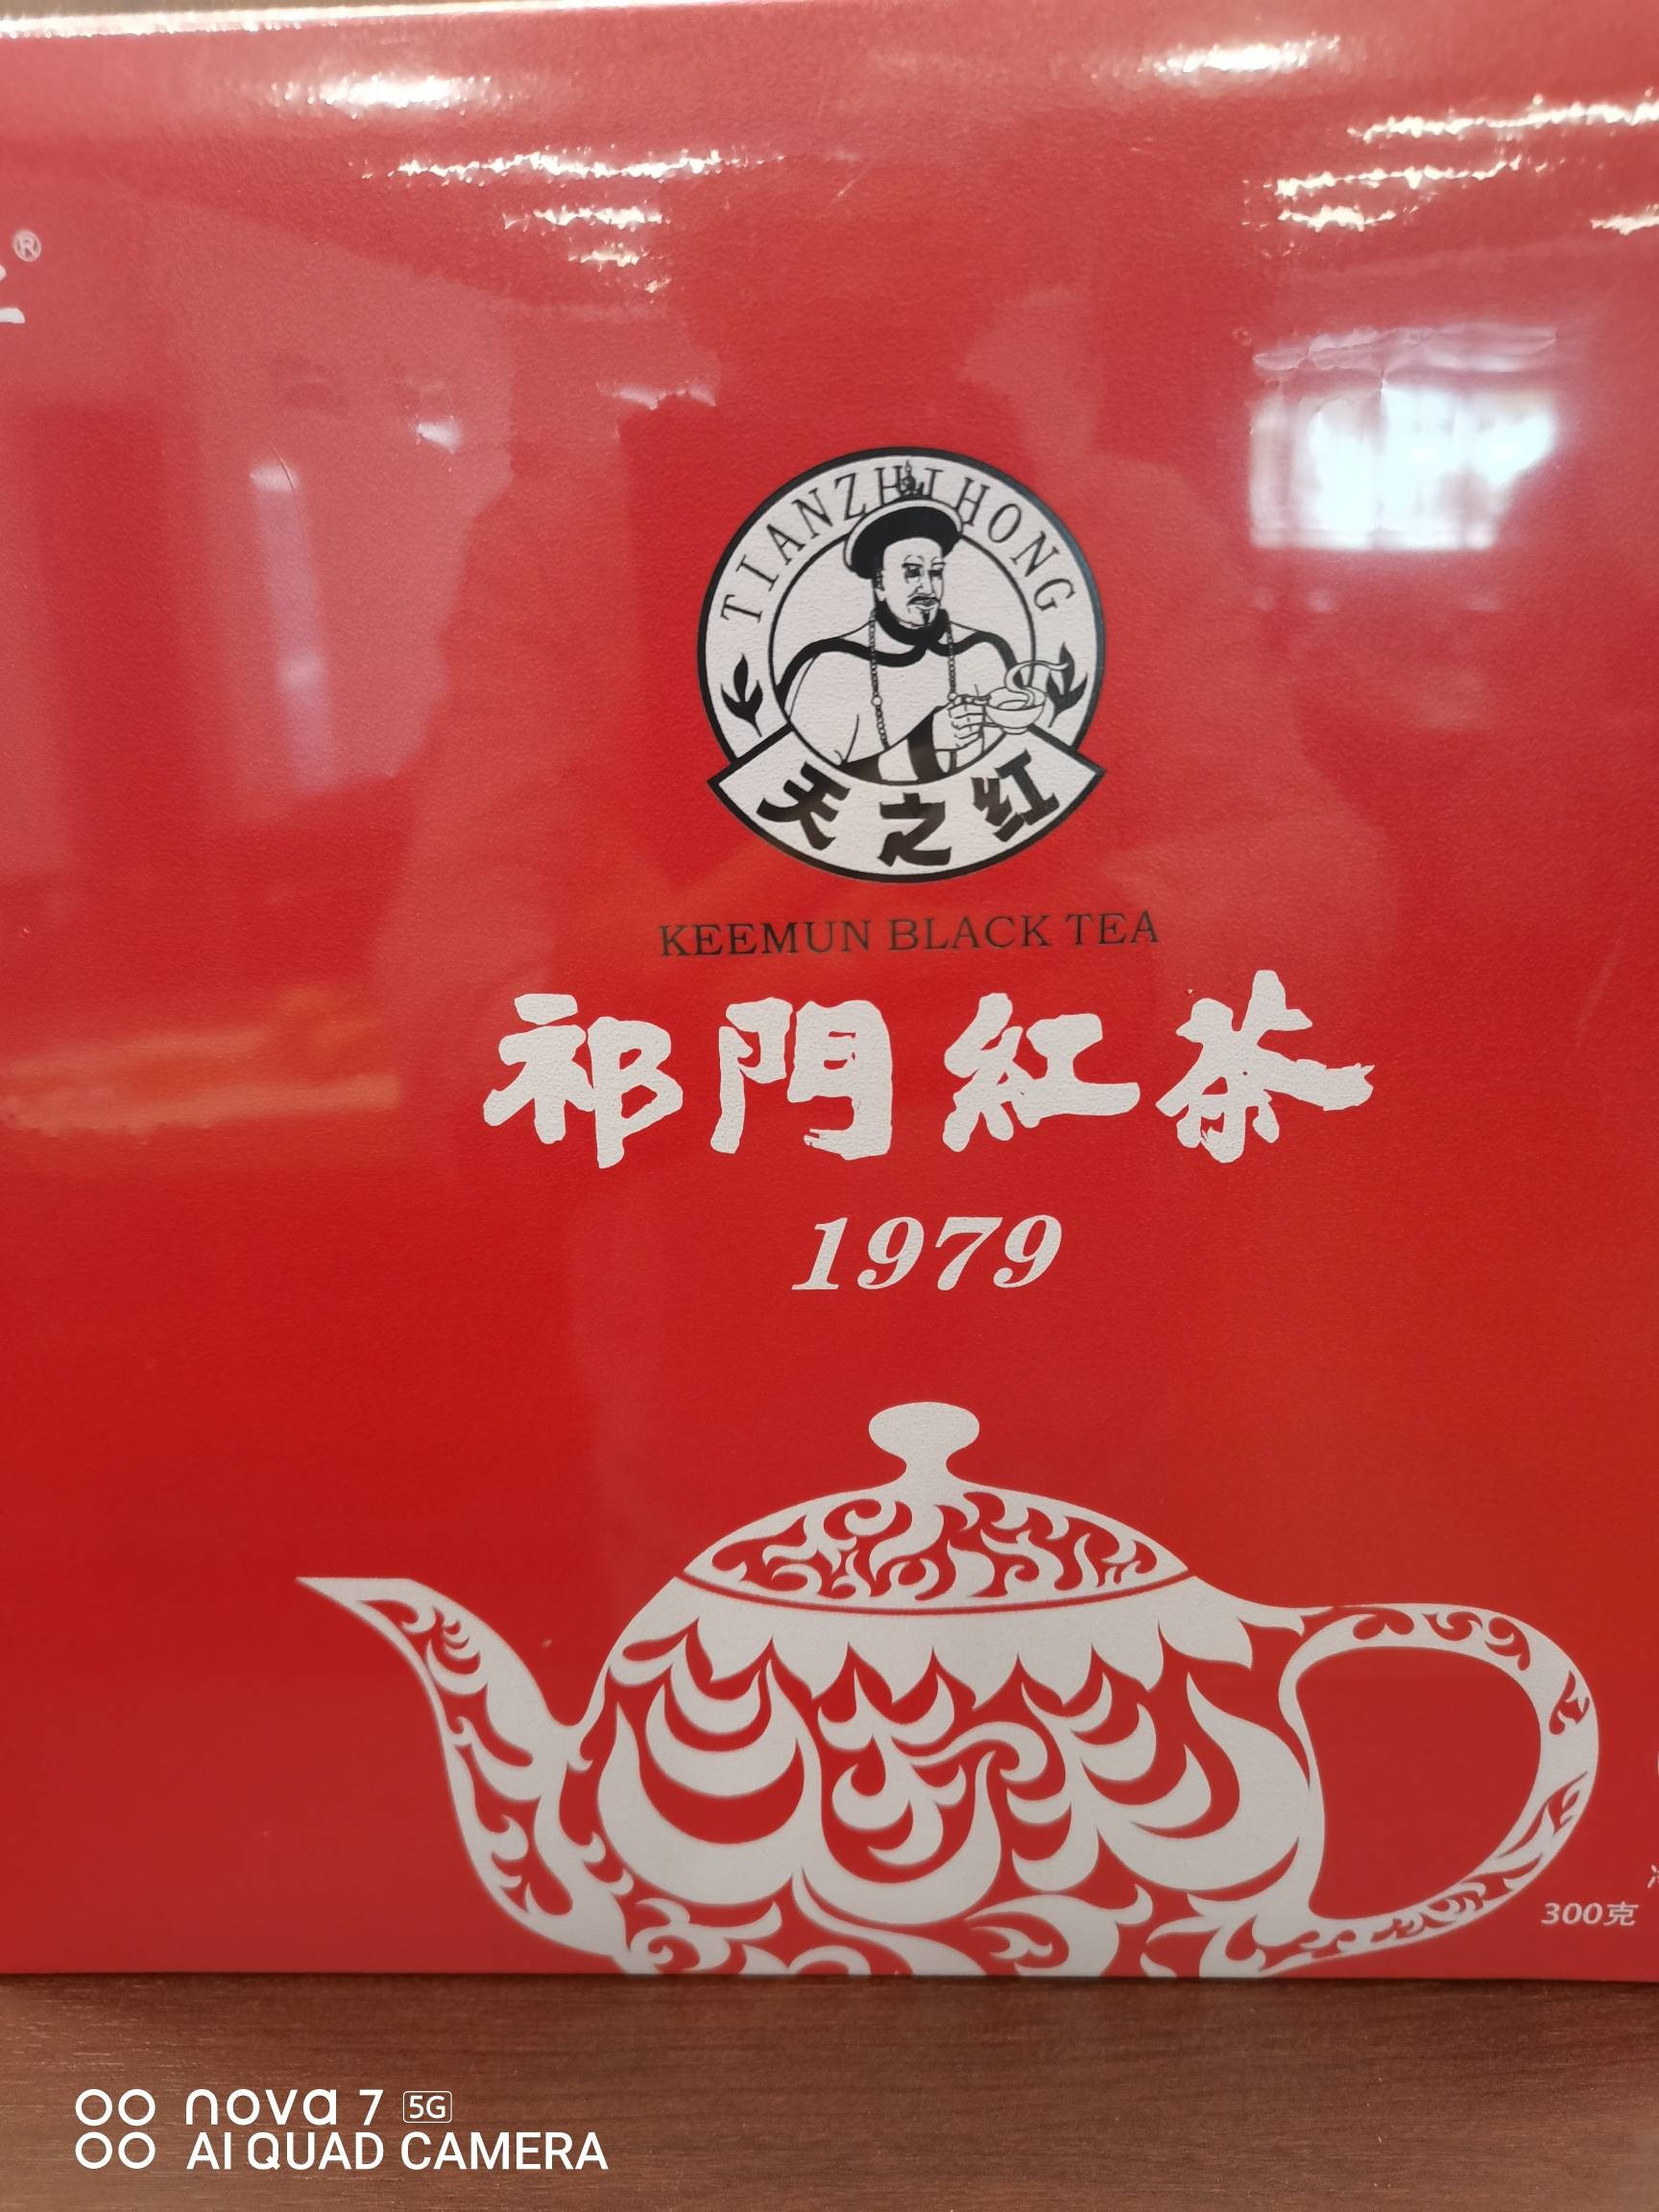 ®
TIANZHIHONG
天之红
KEEMUN BLACK TEA
祁門紅茶
1979
300克
nova 7 5G
AI QUAD CAMERA